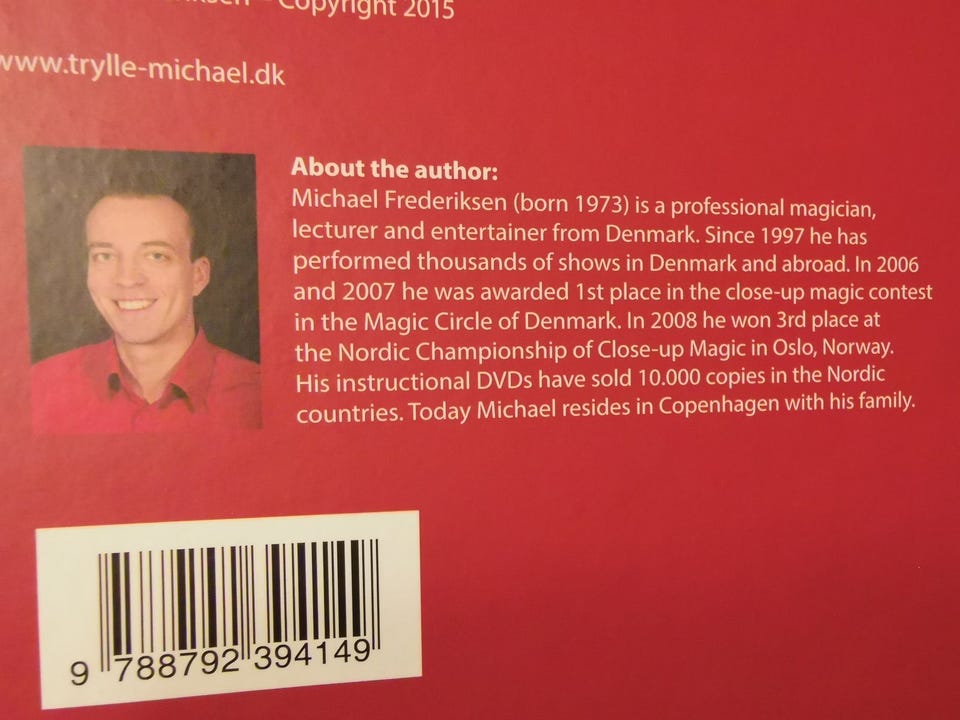 – Copyright 2015
www.trylle-michael.dk
About the author:
Michael Frederiksen (born 1973) is a professional magician,
lecturer and entertainer from Denmark. Since 1997 he has
performed thousands of shows in Denmark and abroad. In 2006
and 2007 he was awarded 1st place in the close-up magic contest
in the Magic Circle of Denmark. In 2008 he won 3rd place at
the Nordic Championship of Close-up Magic in Oslo, Norway.
His instructional DVDs have sold 10.000 copies in the Nordic
countries. Today Michael resides in Copenhagen with his family.
9 788792 394149